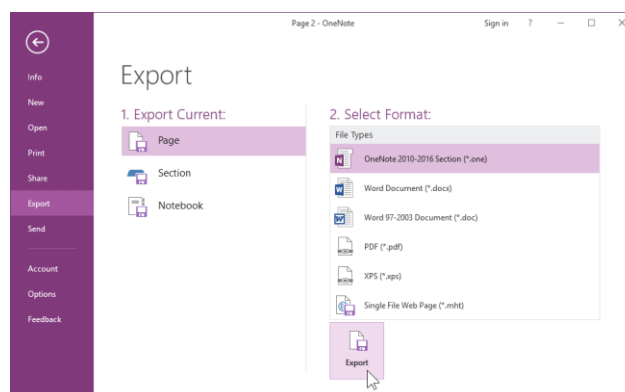 Page 2 - OneNote
Sign in
?
Info
New
Open
Print
Share
Export
Send
Account
Options
Feedback
Export
1. Export Current:
Page
Section
Notebook
2. Select Format:
File Types
OneNote 2010-2016 Section (*.one)
Word Document (*.docx)
Word 97-2003 Document (*.doc)
PDF (*.pdf)
XPS (*.xps)
Single File Web Page (*.mht)
Export